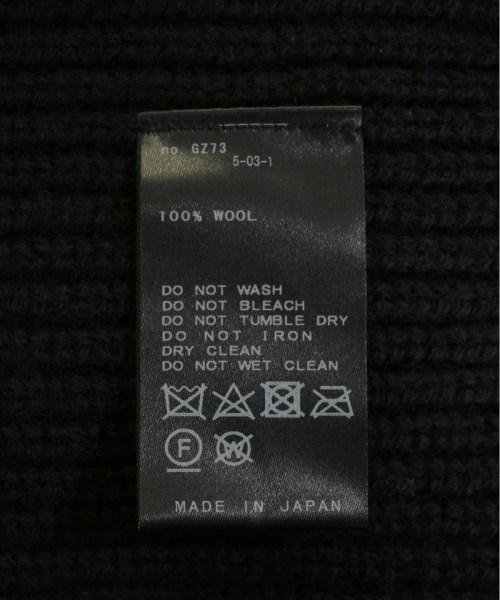 no. GZ73
5-03-1
100% WOOL
DO NOT WASH
DO NOT BLEACH
DO NOT TUMBLE DRY
DO NOT IRON
DRY CLEAN
DO NOT WET CLEAN
F W
MADE IN JAPAN